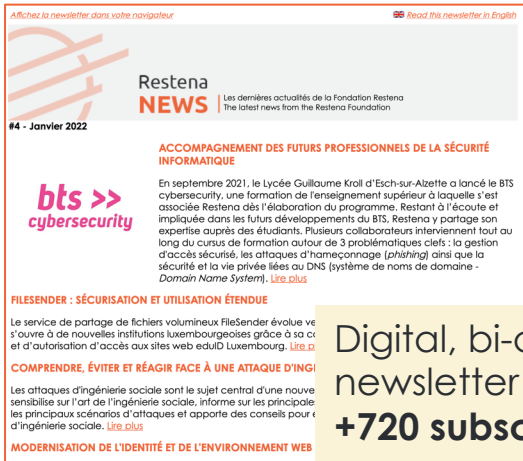 Affichez la newsletter dans votre navigateur
Read this newsletter in English
Restena
NEWS
Les dernières actualités de la Fondation Restena
The latest news from the Restena Foundation
#4 - Janvier 2022
ACCOMPAGNEMENT DES FUTURS PROFESSIONNELS DE LA SÉCURITÉ
INFORMATIQUE
bts >>
cybersecurity
En septembre 2021, le Lycée Guillaume Kroll d'Esch-sur-Alzette a lancé le BTS
cybersecurity, une formation de l'enseignement supérieur à laquelle s'est
associée Restena dès l'élaboration du programme. Restant à l'écoute et
impliquée dans les futurs développements du BTS, Restena y partage son
expertise auprès des étudiants. Plusieurs collaborateurs interviennent tout au
long du cursus de formation autour de 3 problématiques clefs : la gestion
d'accès sécurisé, les attaques d'hameçonnage (phishing) ainsi que la
sécurité et la vie privée liées au DNS (système de noms de domaine -
Domain Name System). Lire plus
FILESENDER : SÉCURISATION ET UTILISATION ÉTENDUE
Le service de partage de fichiers volumineux FileSender évolue
s'ouvre à de nouvelles institutions luxembourgeoises grâce à sa
et d'autorisation d'accès aux sites web eduID Luxembourg. Lire
COMPRENDRE, ÉVITER ET RÉAGIR FACE À UNE ATTAQUE
Les attaques d'ingénierie sociale sont le sujet central d'une
sensibilise sur l'art de l'ingénierie sociale, informe sur les
les principaux scénarios d'attaques et apporte des conseils pour
d'ingénierie sociale. Lire plus
MODERNISATION DE L'IDENTITÉ ET DE L'ENVIRONNEMENT WEB
Digital,
newsletter
+720